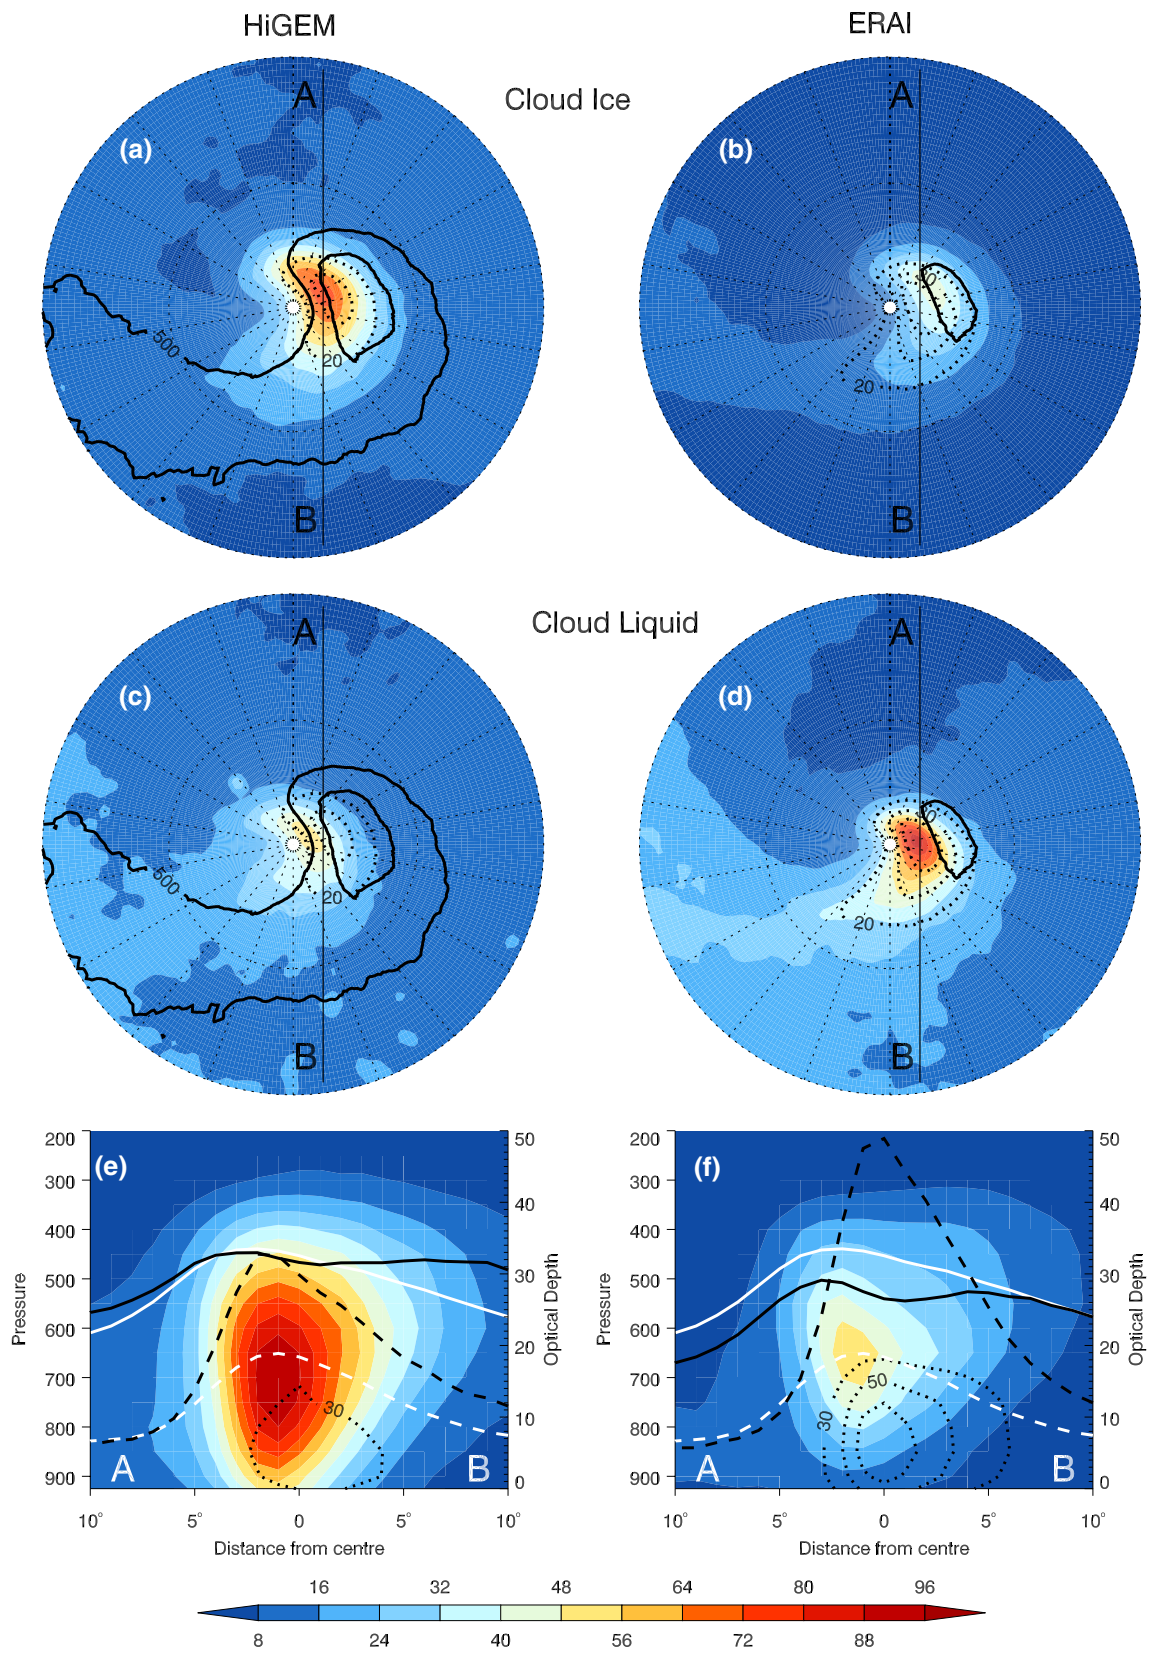 HiGEM
ERAI
Cloud Ice
A
A
(a)
(b)
500
20
20
B
B
Cloud Liquid
A
A
(c)
(d)
500
20
20
B
B
200
300
400
500
600
700
800
900
Pressure
(e)
30
A
B
50
40
30
20
10
0
Optical Depth
10°
5°
0
5°
10°
Distance from centre
200
300
400
500
600
700
800
900
Pressure
(f)
50
30
A
B
50
40
30
20
10
0
Optical Depth
10°
5°
0
5°
10°
Distance from centre
16 32 48 64 80 96
8 24 40 56 72 88